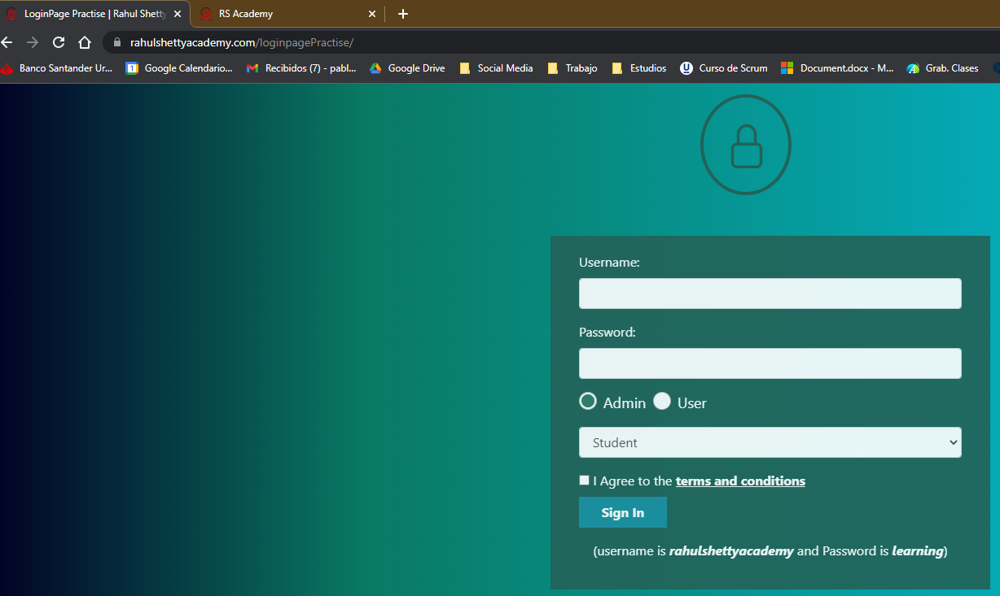 LoginPage Practise | Rahul Shetty
RS Academy
rahulshettyacademy.com/loginpagePractise/
Banco Santander Ur... Google Calendario... Recibidos (7) - pabl... Google Drive Social Media Trabajo Estudios Curso de Scrum Document.docx - M... Grab. Clases
Username:
Password:
Admin User
Student
I Agree to the terms and conditions
Sign In
(username is rahulshettyacademy and Password is learning)